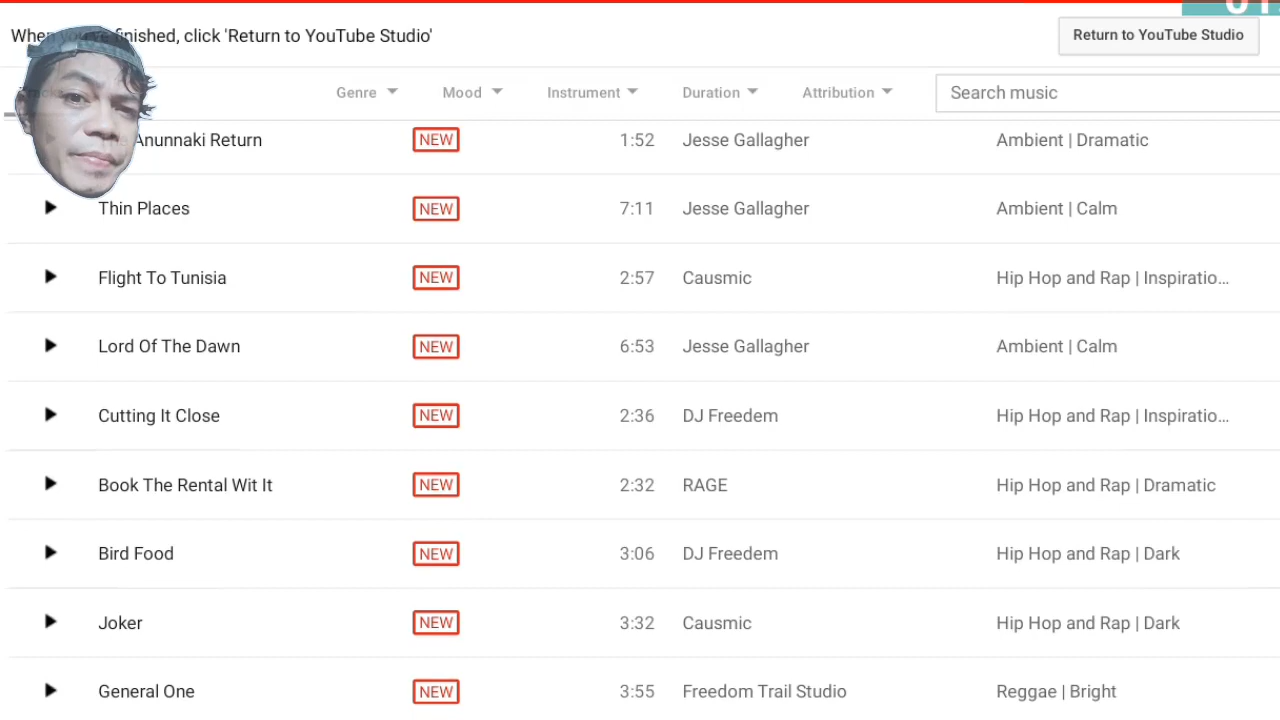 When you've finished, click 'Return to YouTube Studio'
Return to YouTube Studio
Genre Mood Instrument Duration Attribution Search music
Anunnaki Return NEW 1:52 Jesse Gallagher Ambient | Dramatic
Thin Places NEW 7:11 Jesse Gallagher Ambient | Calm
Flight To Tunisia NEW 2:57 Causmic Hip Hop and Rap | Inspiratio...
Lord Of The Dawn NEW 6:53 Jesse Gallagher Ambient | Calm
Cutting It Close NEW 2:36 DJ Freedem Hip Hop and Rap | Inspiratio...
Book The Rental Wit It NEW 2:32 RAGE Hip Hop and Rap | Dramatic
Bird Food NEW 3:06 DJ Freedem Hip Hop and Rap | Dark
Joker NEW 3:32 Causmic Hip Hop and Rap | Dark
General One NEW 3:55 Freedom Trail Studio Reggae | Bright